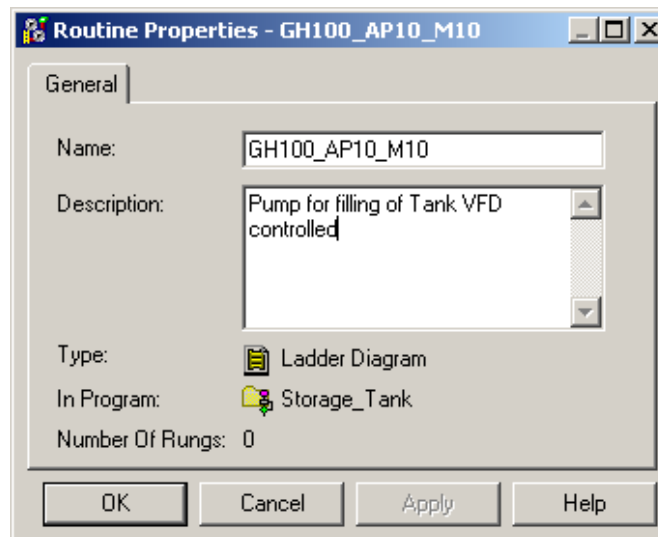 Routine Properties - GH100_AP10_M10
General
Name: GH100_AP10_M10
Description: Pump for filling of Tank VFD
controlled
Type: Ladder Diagram
In Program: Storage_Tank
Number Of Rungs: 0
OK Cancel Apply Help